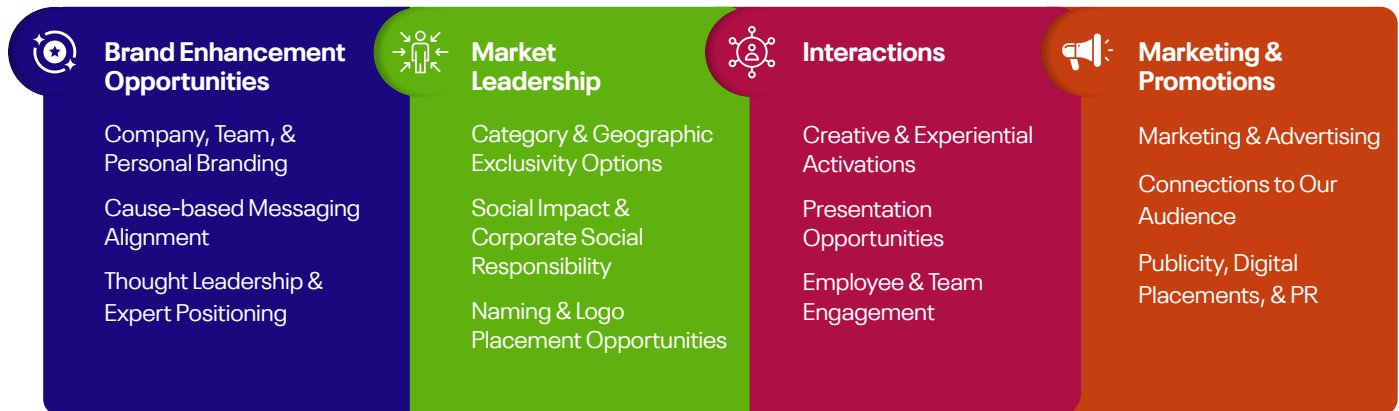 Brand Enhancement
Opportunities
Company, Team, &
Personal Branding
Cause-based Messaging
Alignment
Thought Leadership &
Expert Positioning
Market
Leadership
Category & Geographic
Exclusivity Options
Social Impact &
Corporate Social
Responsibility
Naming & Logo
Placement Opportunities
Interactions
Creative & Experiential
Activations
Presentation
Opportunities
Employee & Team
Engagement
Marketing &
Promotions
Marketing & Advertising
Connections to Our
Audience
Publicity, Digital
Placements, & PR